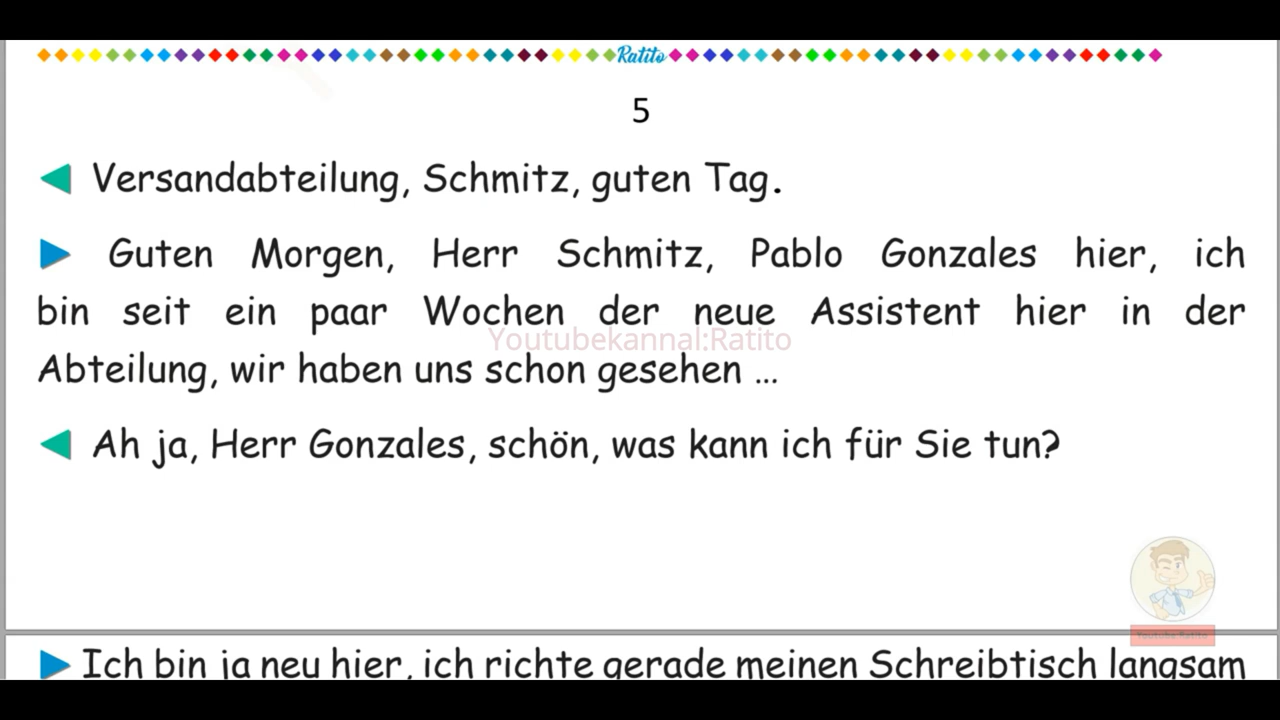 Ratito
5
Versandabteilung, Schmitz, guten Tag.
Guten Morgen, Herr Schmitz, Pablo Gonzales hier, ich
bin seit ein paar Wochen der neue Assistent hier in der
Youtubekannal:Ratito
Abteilung, wir haben uns schon gesehen ...
Ah ja, Herr Gonzales, schön, was kann ich für Sie tun?
Youtube:Ratito
Ich bin ja neu hier, ich richte gerade meinen Schreibtisch langsam